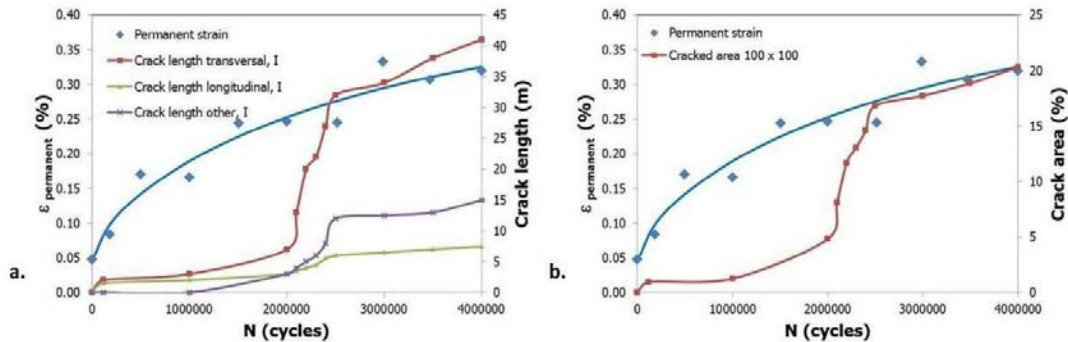 a.
ε permanent (%)
0.40
0.35
0.30
0.25
0.20
0.15
0.10
0.05
0.00
Permanent strain
Crack length transversal, I
Crack length longitudinal, I
Crack length other, I
45
40
35
30
25
20
15
10
5
0
Crack length (m)
0 1000000 2000000 3000000 4000000
N (cycles)
b.
ε permanent (%)
0.40
0.35
0.30
0.25
0.20
0.15
0.10
0.05
0.00
Permanent strain
Cracked area 100 x 100
25
20
15
10
5
0
Crack area (%)
0 1000000 2000000 3000000 4000000
N (cycles)